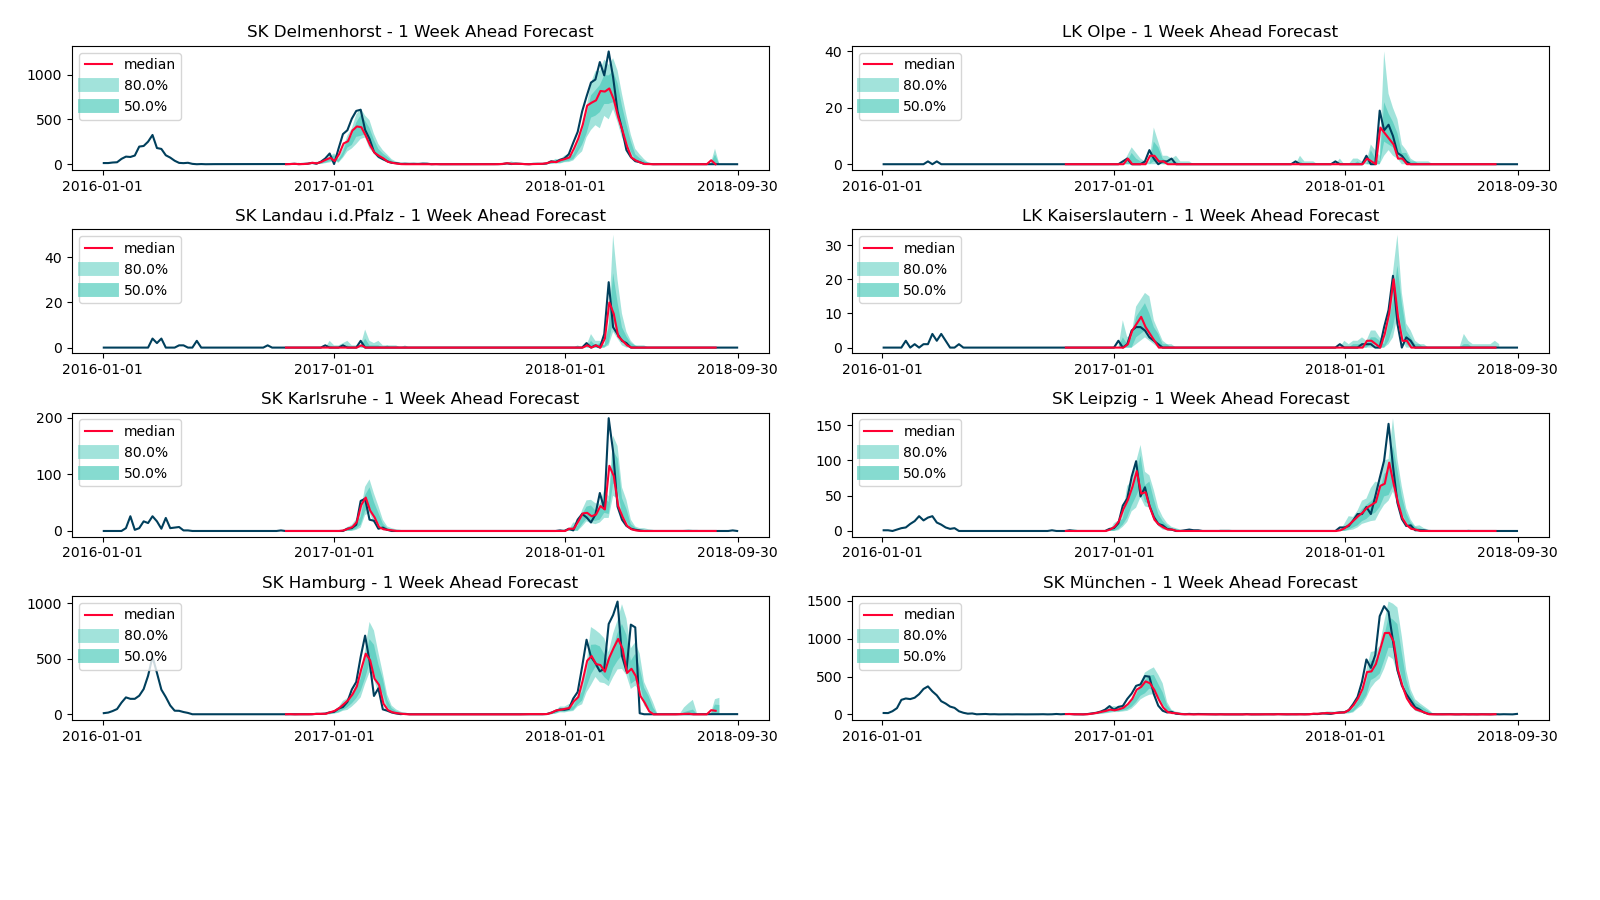 SK Delmenhorst - 1 Week Ahead Forecast
median
80.0%
50.0%
1000
500
0
2016-01-01 2017-01-01 2018-01-01 2018-09-30
LK Olpe - 1 Week Ahead Forecast
median
80.0%
50.0%
40
20
0
2016-01-01 2017-01-01 2018-01-01 2018-09-30
SK Landau i.d.Pfalz - 1 Week Ahead Forecast
median
80.0%
50.0%
40
20
0
2016-01-01 2017-01-01 2018-01-01 2018-09-30
LK Kaiserslautern - 1 Week Ahead Forecast
median
80.0%
50.0%
30
20
10
0
2016-01-01 2017-01-01 2018-01-01 2018-09-30
SK Karlsruhe - 1 Week Ahead Forecast
median
80.0%
50.0%
200
100
0
2016-01-01 2017-01-01 2018-01-01 2018-09-30
SK Leipzig - 1 Week Ahead Forecast
median
80.0%
50.0%
150
100
50
0
2016-01-01 2017-01-01 2018-01-01 2018-09-30
SK Hamburg - 1 Week Ahead Forecast
median
80.0%
50.0%
1000
500
0
2016-01-01 2017-01-01 2018-01-01 2018-09-30
SK München - 1 Week Ahead Forecast
median
80.0%
50.0%
1500
1000
500
0
2016-01-01 2017-01-01 2018-01-01 2018-09-30